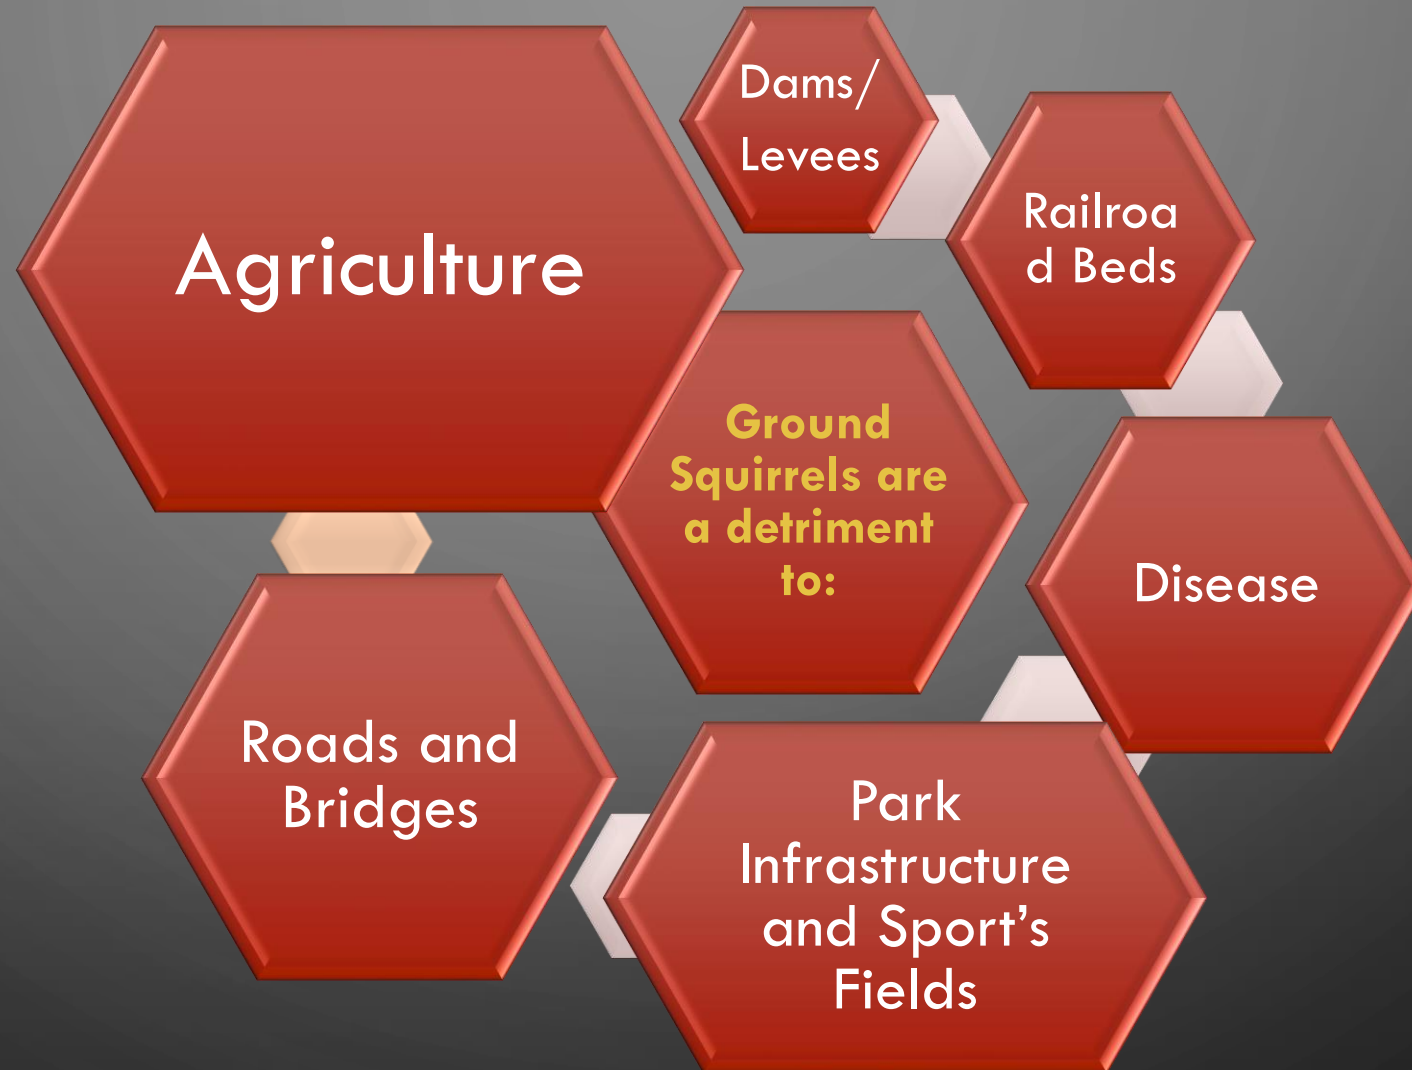 Agriculture
Dams/
Levees
Railroa
d Beds
Ground
Squirrels are
a detriment
to:
Disease
Roads and
Bridges
Park
Infrastructure
and Sport’s
Fields